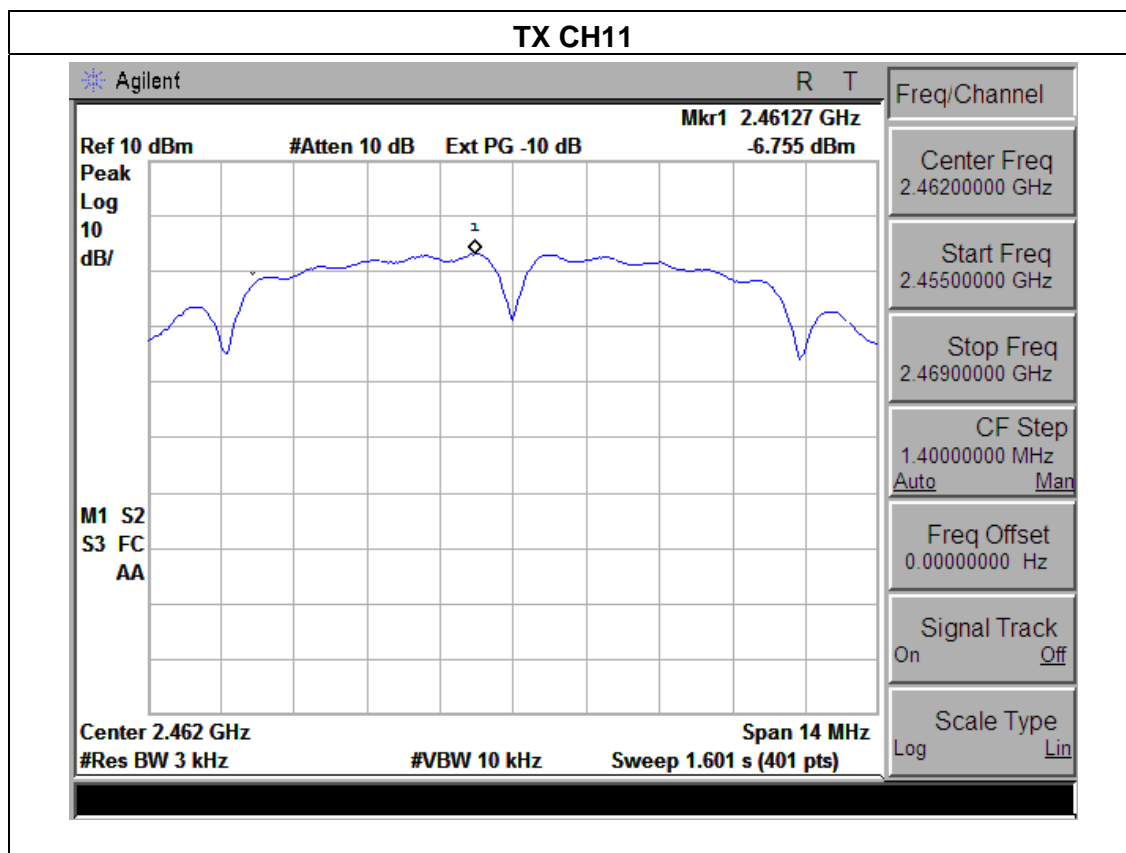 TX CH11
Agilent R T
Mkr1 2.46127 GHz
Ref 10 dBm #Atten 10 dB Ext PG -10 dB -6.755 dBm
Peak
Log
10
dB/
1
M1 S2
S3 FC
AA
Center 2.462 GHz Span 14 MHz
#Res BW 3 kHz #VBW 10 kHz Sweep 1.601 s (401 pts)
Freq/Channel
Center Freq
2.46200000 GHz
Start Freq
2.45500000 GHz
Stop Freq
2.46900000 GHz
CF Step
1.40000000 MHz
Auto Man
Freq Offset
0.00000000 Hz
Signal Track
On Off
Scale Type
Log Lin